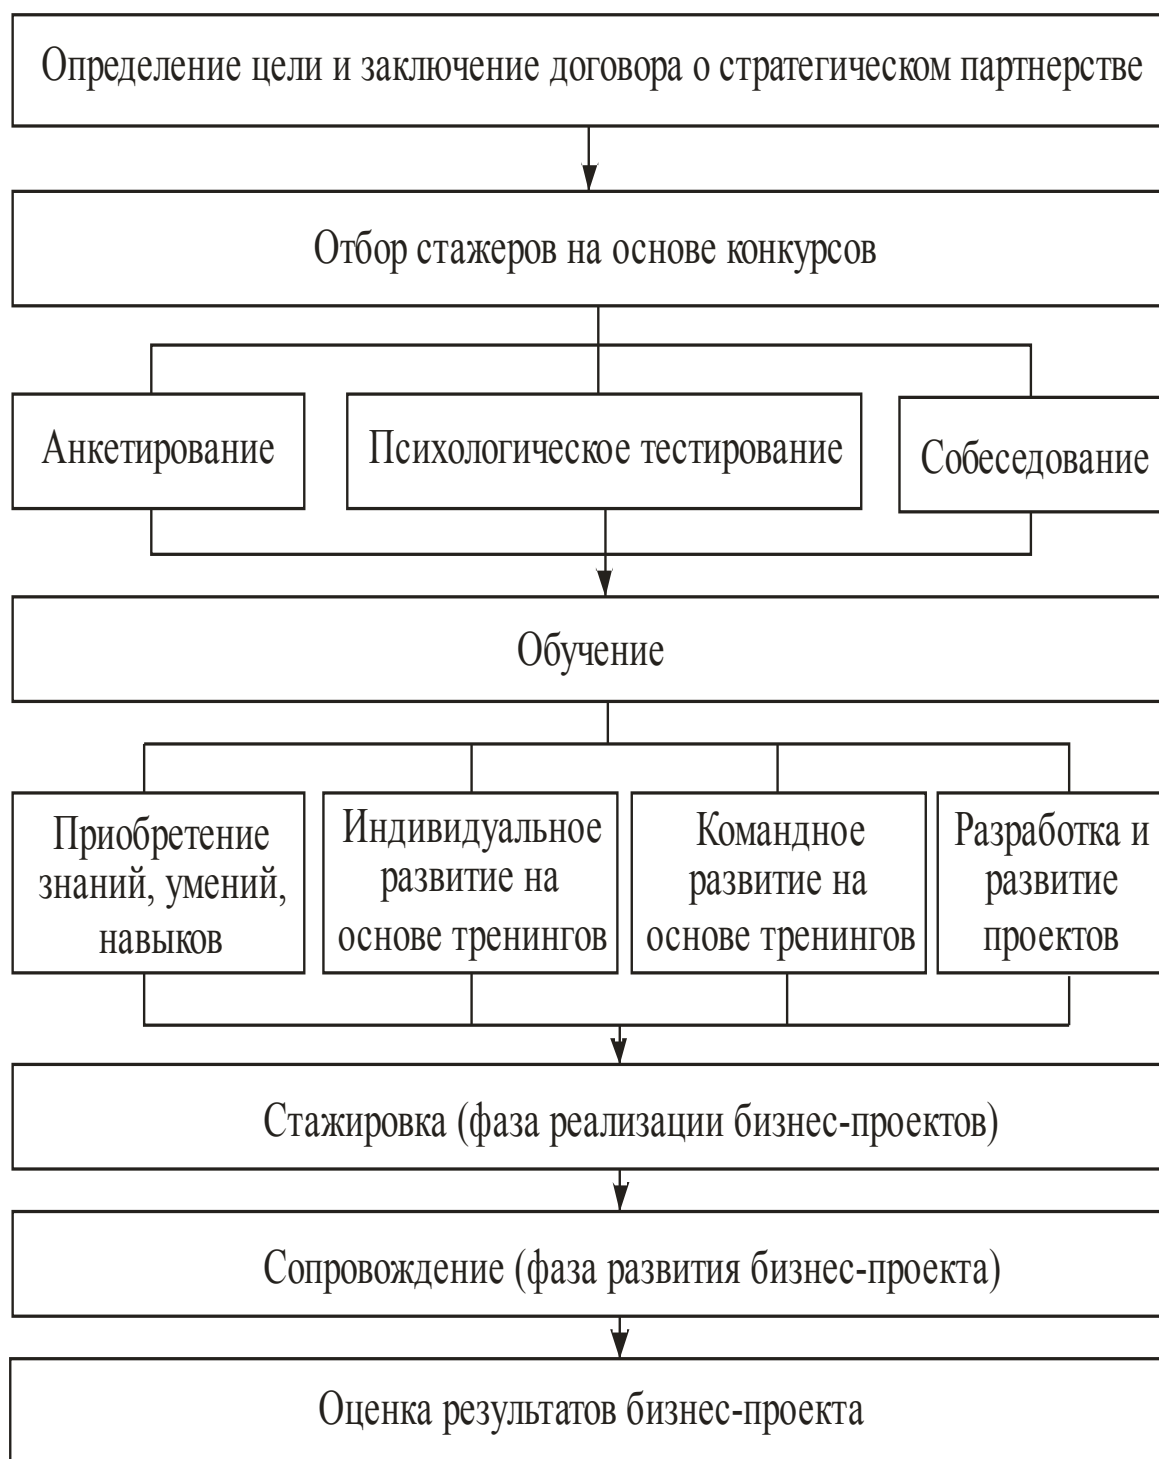 Определение цели и заключение договора о стратегическом партнерстве
Отбор стажеров на основе конкурсов
Анкетирование
Психологическое тестирование
Собеседование
Обучение
Приобретение
знаний, умений,
навыков
Индивидуальное
развитие на
основе тренингов
Командное
развитие на
основе тренингов
Разработка и
развитие
проектов
Стажировка (фаза реализации бизнес-проектов)
Сопровождение (фаза развития бизнес-проекта)
Оценка результатов бизнес-проекта